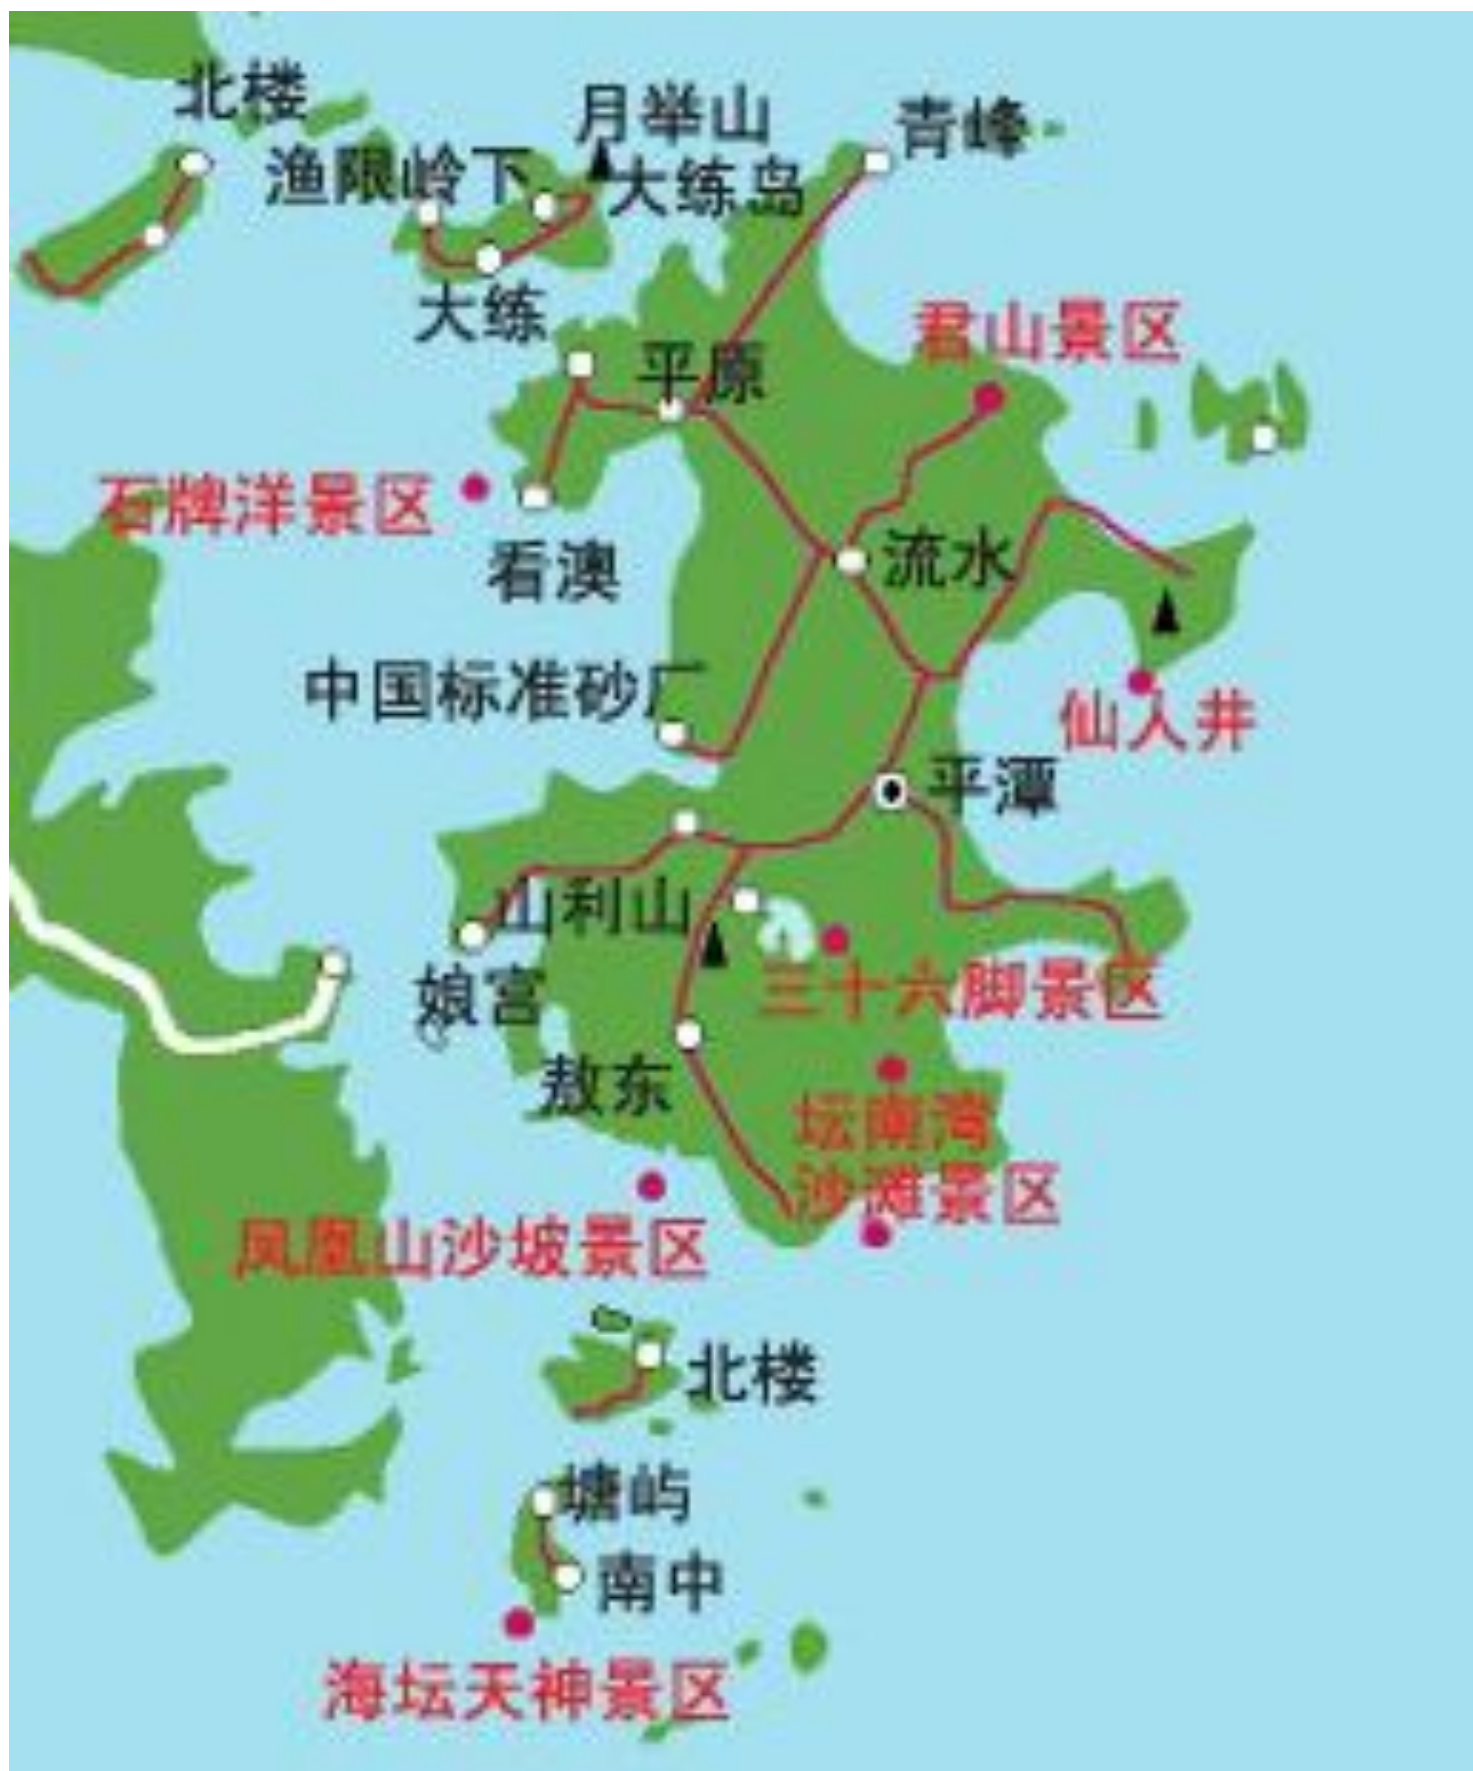 北楼
月举山
青峰
渔限岭下
大练岛
大练
君山景区
平原
石牌洋景区
看澳
流水
中国标准砂厂
仙人井
平潭
山利山
娘宫
三十六脚景区
敖东
坛南湾
沙滩景区
凤凰山沙坡景区
北楼
塘屿
南中
海坛天神景区